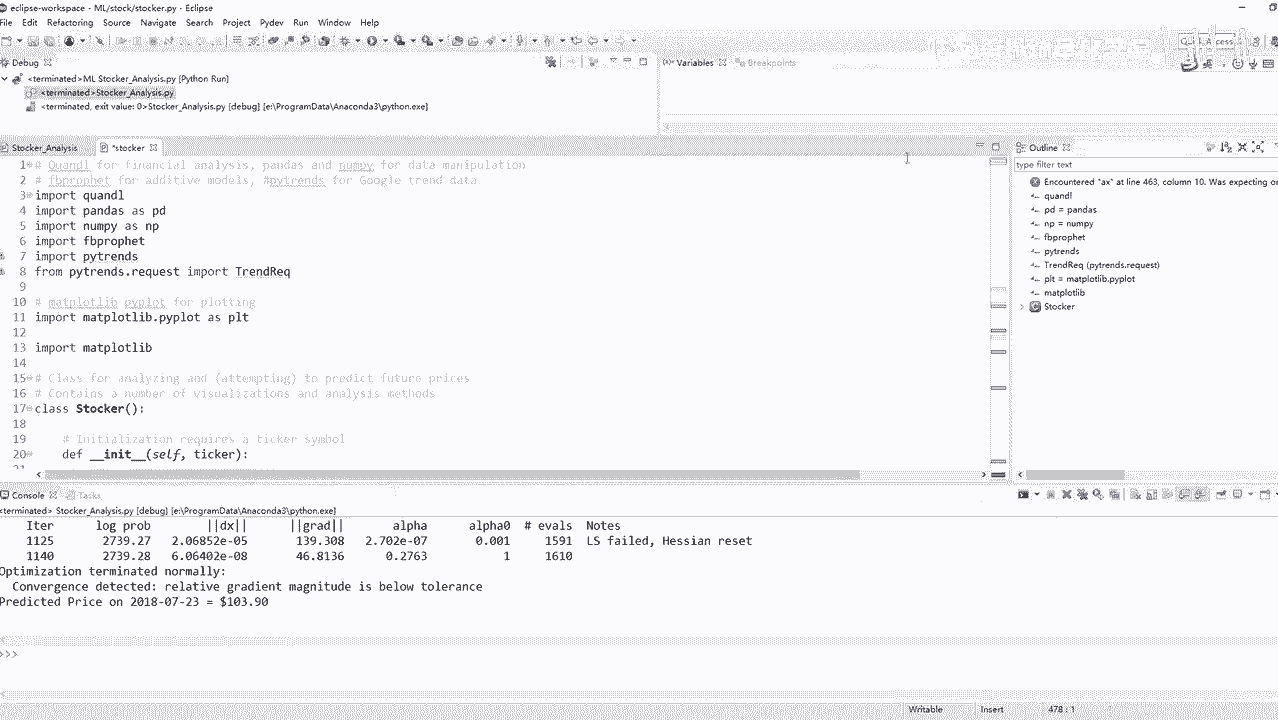 eclipse-workspace - ML/stock/stocker.py - Eclipse
File Edit Refactoring Source Navigate Search Project Pydev Run Window Help
Debug
Variables Breakpoints
<terminated>ML Stocker_Analysis.py [Python Run]
<terminated>Stocker_Analysis.py
<terminated, exit value: 0>Stocker_Analysis.py [debug] [e:\ProgramData\Anaconda3\python.exe]
Stocker_Analysis *stocker
Outline
type filter text
Encountered "ax" at line 463, column 10. Was expecting
quandl
pd = pandas
np = numpy
fbprophet
pytrends
TrendReq (pytrends.request)
plt = matplotlib.pyplot
matplotlib
Stocker
1 # Quandl for financial analysis, pandas and numpy for data manipulation
2 # fbprophet for additive models, #pytrends for Google trend data
3 import quandl
4 import pandas as pd
5 import numpy as np
6 import fbprophet
7 import pytrends
8 from pytrends.request import TrendReq
9
10 # matplotlib pyplot for plotting
11 import matplotlib.pyplot as plt
12
13 import matplotlib
14
15 # Class for analyzing and (attempting) to predict future prices
16 # Contains a number of visualizations and analysis methods
17 class Stocker():
18
19 # Initialization requires a ticker symbol
20 def __init__(self, ticker):
Console Tasks
<terminated> Stocker_Analysis.py [debug] [e:\ProgramData\Anaconda3\python.exe]
Iter log prob ||dx|| ||grad|| alpha alpha0 # evals Notes
1125 2739.27 2.06852e-05 139.308 2.702e-07 0.001 1591 LS failed, Hessian reset
1140 2739.28 6.06402e-08 46.8136 0.2763 1 1610
Optimization terminated normally:
Convergence detected: relative gradient magnitude is below tolerance
Predicted Price on 2018-07-23 = $103.90
>>>
Writable Insert 478 : 1